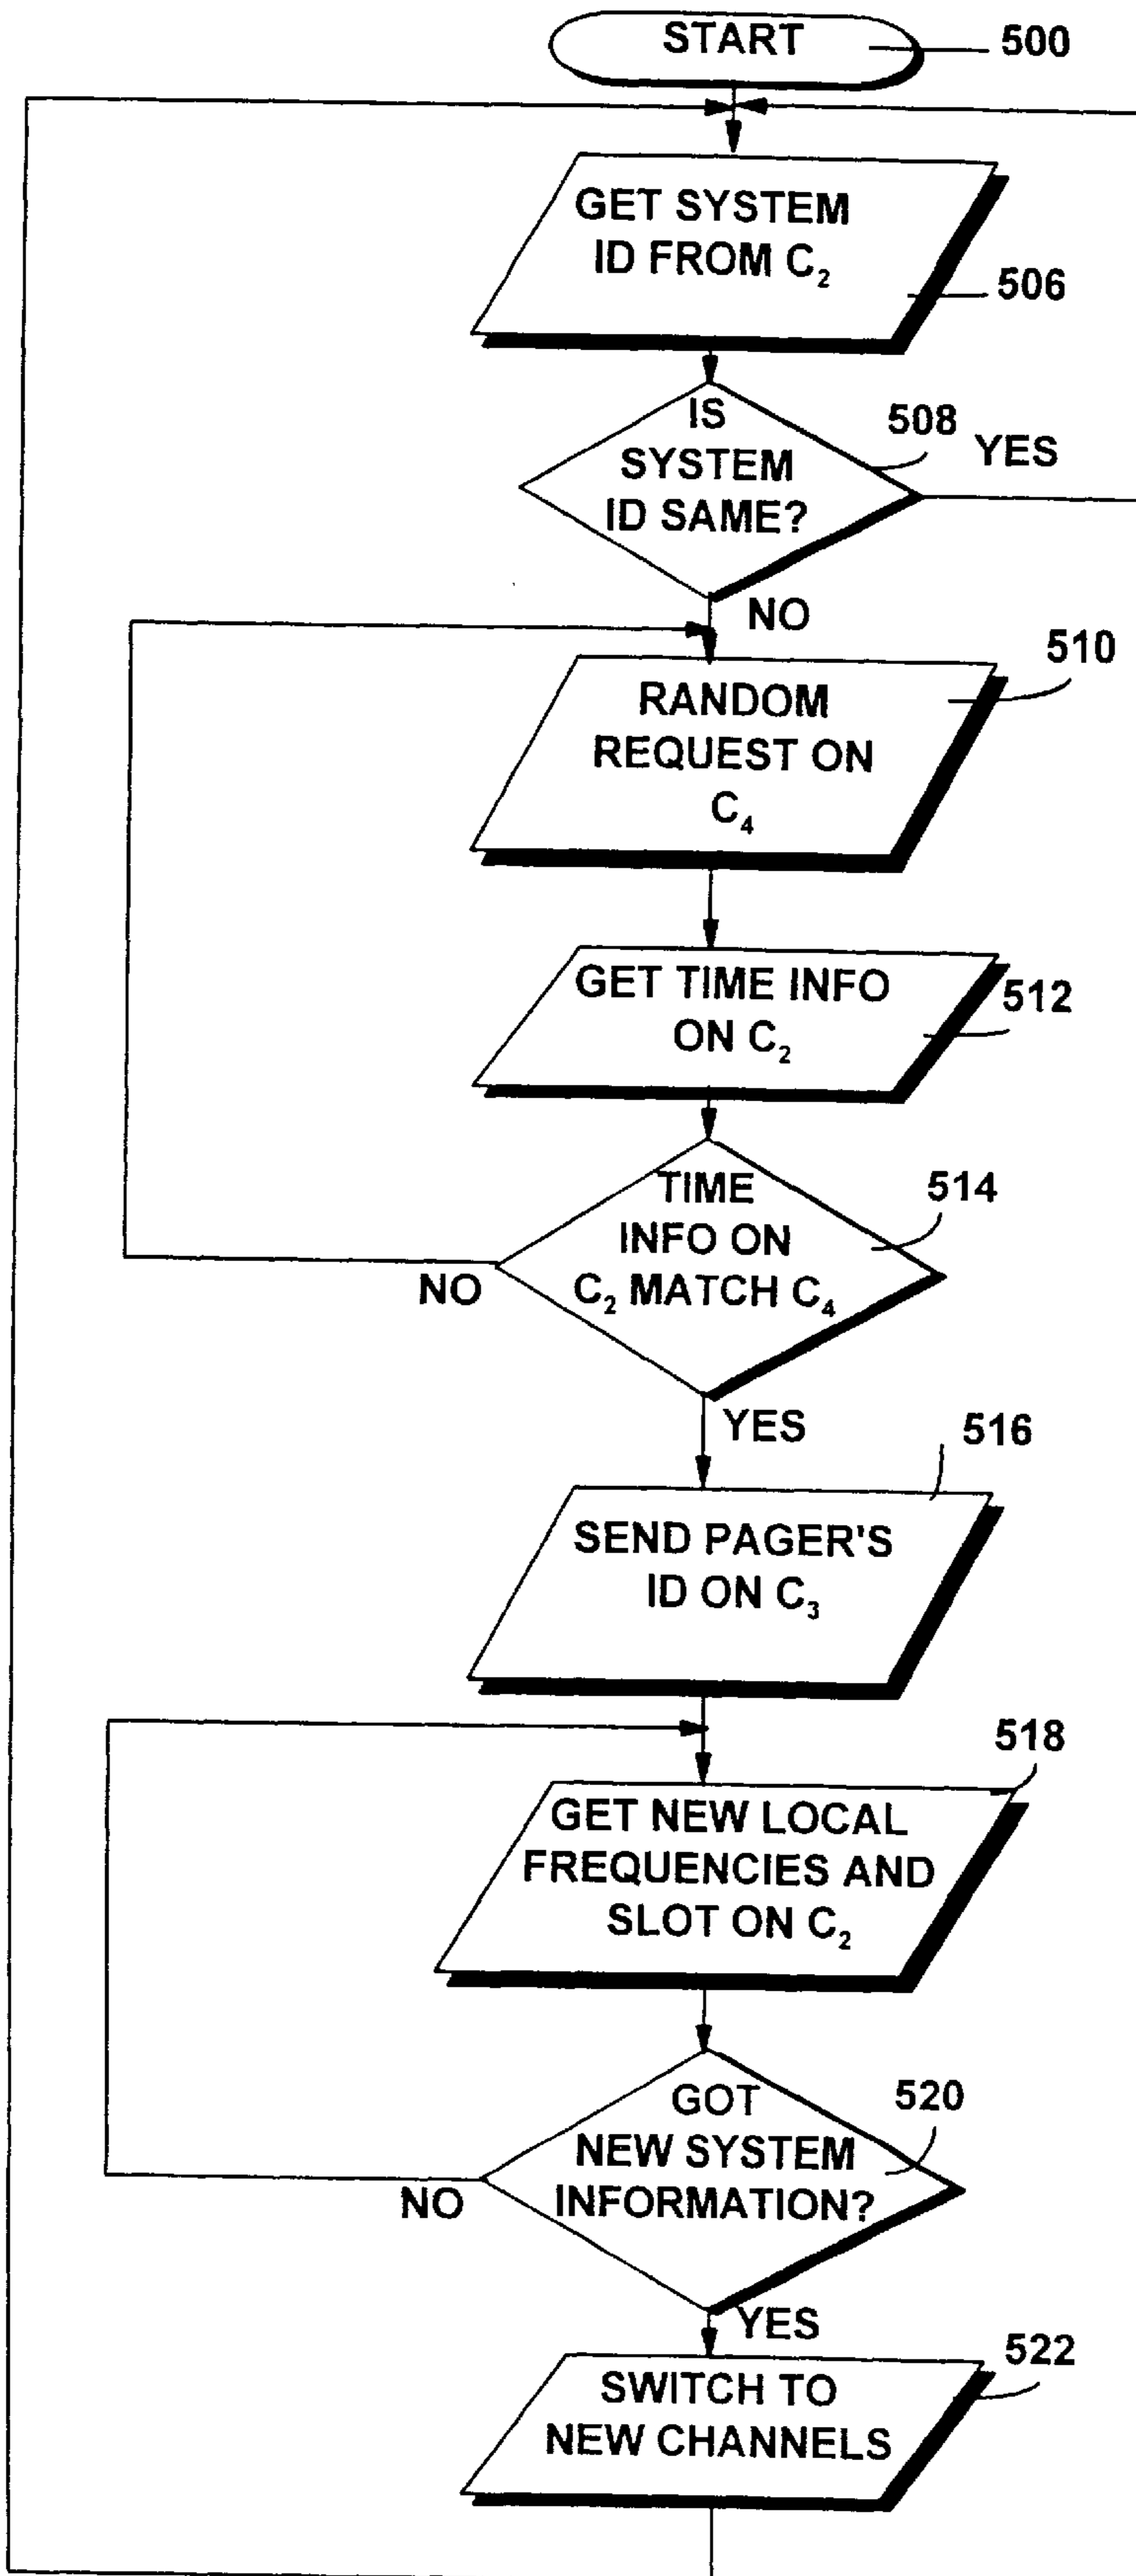 START
500
GET SYSTEM
ID FROM C₂
506
IS
SYSTEM
ID SAME?
508
YES
NO
510
RANDOM
REQUEST ON
C₄
GET TIME INFO
ON C₂
512
TIME
INFO ON
C₂ MATCH C₄
514
NO
YES
516
SEND PAGER'S
ID ON C₃
518
GET NEW LOCAL
FREQUENCIES AND
SLOT ON C₂
GOT
NEW SYSTEM
INFORMATION?
520
NO
YES
522
SWITCH TO
NEW CHANNELS